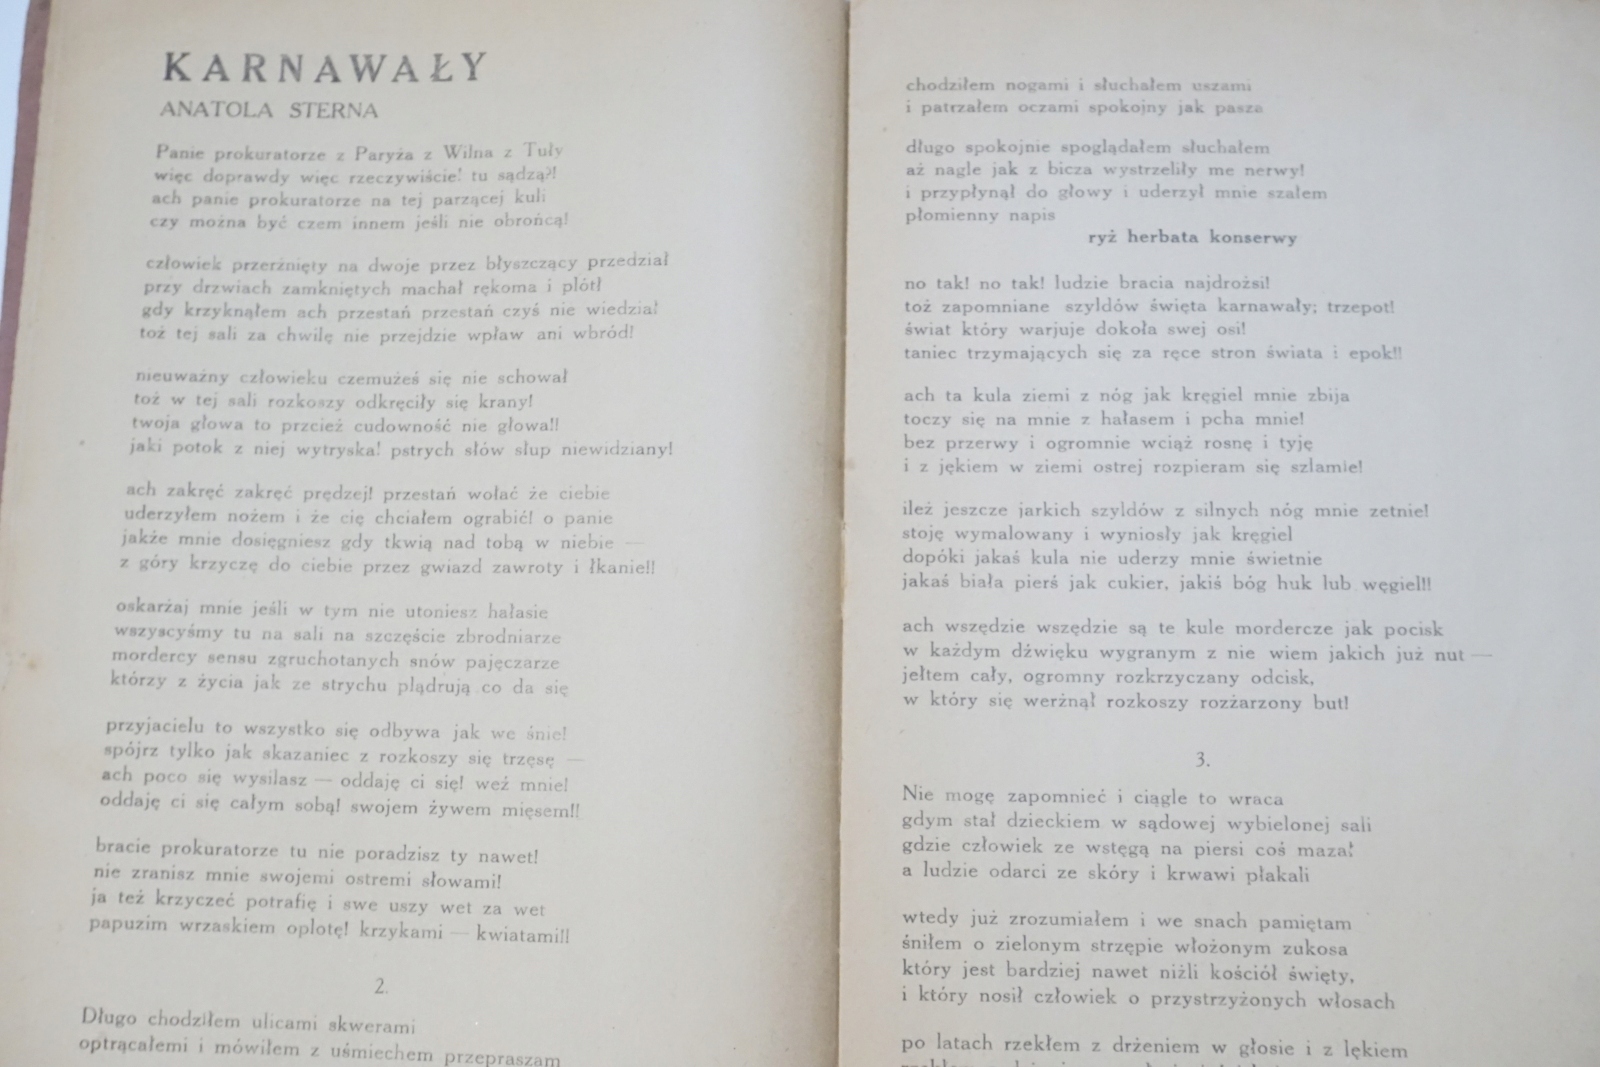 KARNAWAŁY
ANATOLA STERNA
Panie prokuratorze z Paryża z Wilna z Tuły
więc doprawdy więc rzeczywiście! tu sądzą?!
ach panie prokuratorze na tej parzącej kuli
czy można być czem innem jeśli nie obrońcą!
człowiek przerżnięty na dwoje przez błyszczący przedział
przy drzwiach zamkniętych machał rękoma i plótł
gdy krzyknąłem ach przestań przestań czyś nie wiedział
toż tej sali za chwilę nie przejdzie wpław ani wbród!
nieuważny człowieku czemużeś się nie schował
toż w tej sali rozkoszy odkręciły się krany!
twoja głowa to przcież cudowność nie głowa!!
jaki potok z niej wytryska! pstrych słów słup niewidziany!
ach zakręć zakręć prędzej! przestań wołać że ciebie
uderzyłem nożem i że cię chciałem ograbić! o panie
jakże mnie dosięgniesz gdy tkwią nad tobą w niebie —
z góry krzyczę do ciebie przez gwiazd zawroty i łkanie!!
oskarżaj mnie jeśli w tym nie utoniesz hałasie
wszyscyśmy tu na sali na szczęście zbrodniarze
mordercy sensu zgruchotanych snów pajęczarze
którzy z życia jak ze strychu plądrują co da się
przyjacielu to wszystko się odbywa jak we śnie!
spójrz tylko jak skazaniec z rozkoszy się trzęsę —
ach poco się wysilasz — oddaję ci się! weź mnie!
oddaję ci się całym sobą! swojem żywem mięsem!!
bracie prokuratorze tu nie poradzisz ty nawet!
nie zranisz mnie swojemi ostremi słowami!
ja też krzyczeć potrafię i swe uszy wet za wet
papuzim wrzaskiem oplotę! krzykami — kwiatami!!
2.
Długo chodziłem ulicami skwerami
optrącałemi i mówiłem z uśmiechem przepraszam
chodziłem nogami i słuchałem uszami
i patrzałem oczami spokojny jak pasza
długo spokojnie spoglądałem słuchałem
aż nagle jak z bicza wystrzeliły me nerwy!
i przypłynął do głowy i uderzył mnie szałem
płomienny napis
ryż herbata konserwy
no tak! no tak! ludzie bracia najdrożsi!
toż zapomniane szyldów święta karnawały; trzepot!
świat który warjuje dokoła swej osi!
taniec trzymających się za ręce stron świata i epok!!
ach ta kula ziemi z nóg jak kręgiel mnie zbija
toczy się na mnie z hałasem i pcha mnie!
bez przerwy i ogromnie wciąż rosnę i tyję
i z jękiem w ziemi ostrej rozpieram się szlamie!
ileż jeszcze jarkich szyldów z silnych nóg mnie zetnie!
stoję wymalowany i wyniosły jak kręgiel
dopóki jakaś kula nie uderzy mnie świetnie
jakaś biała pierś jak cukier, jakiś bóg huk lub węgiel!!
ach wszędzie wszędzie są te kule mordercze jak pocisk
w każdym dźwięku wygranym z nie wiem jakich już nut —
jełtem cały, ogromny rozkrzyczany odcisk,
w który się werżnął rozkoszy rozżarzony but!
3.
Nie mogę zapomnieć i ciągle to wraca
gdym stał dzieckiem w sądowej wybielonej sali
gdzie człowiek ze wstęgą na piersi coś mazał
a ludzie odarci ze skóry i krwawi płakali
wtedy już zrozumiałem i we snach pamiętam
śniłem o zielonym strzępie włożonym zukosa
który jest bardziej nawet niżli kościół święty,
i który nosił człowiek o przystrzyżonych włosach
po latach rzekłem z drżeniem w głosie i z lękiem